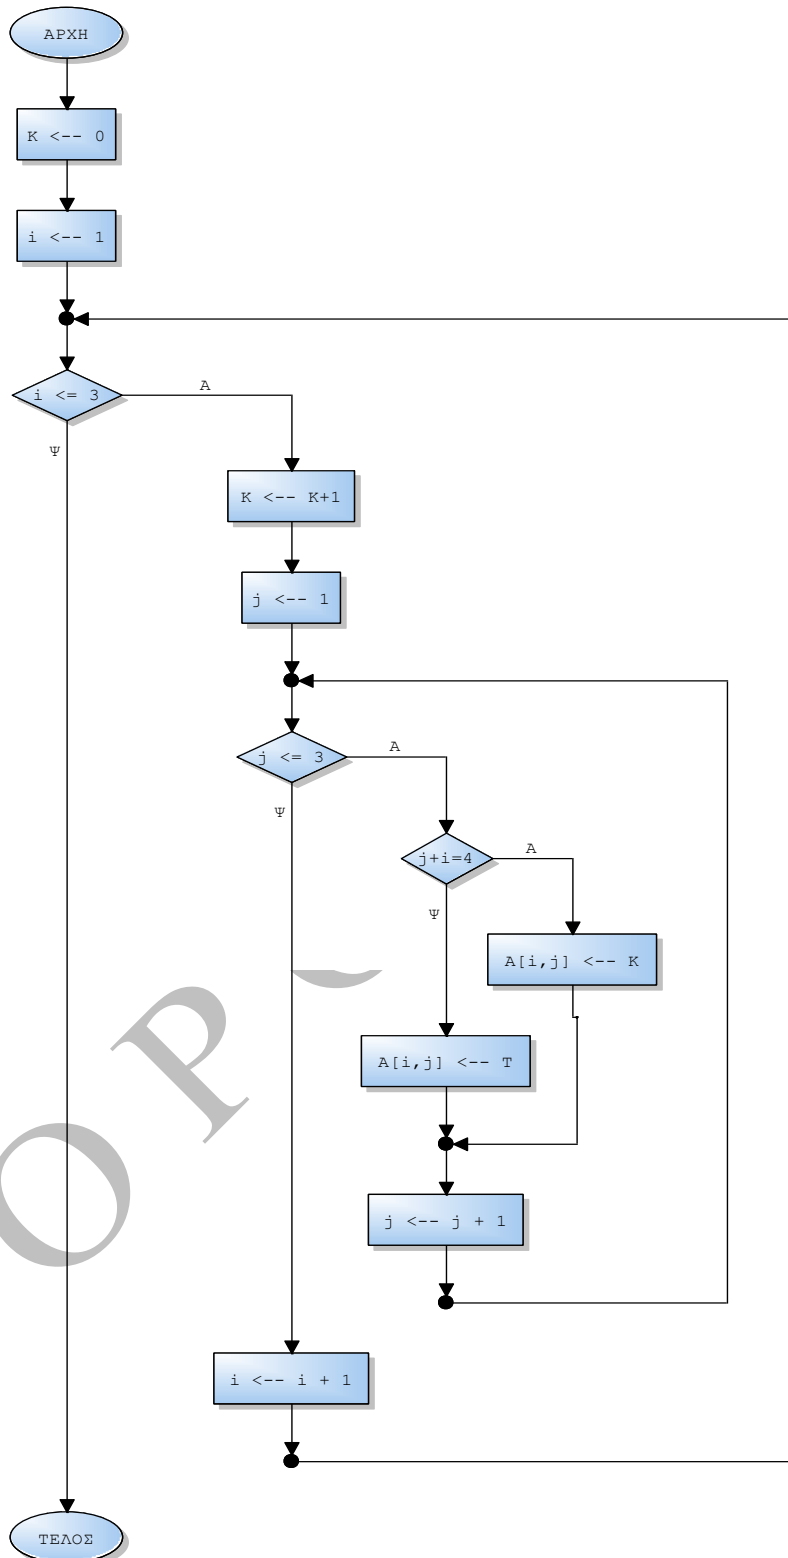 ΑΡΧΗ
K <-- 0
i <-- 1
i <= 3
Α
Ψ
K <-- K+1
j <-- 1
j <= 3
Α
Ψ
j+i=4
Α
Ψ
A[i,j] <-- K
A[i,j] <-- T
j <-- j + 1
i <-- i + 1
ΤΕΛΟΣ